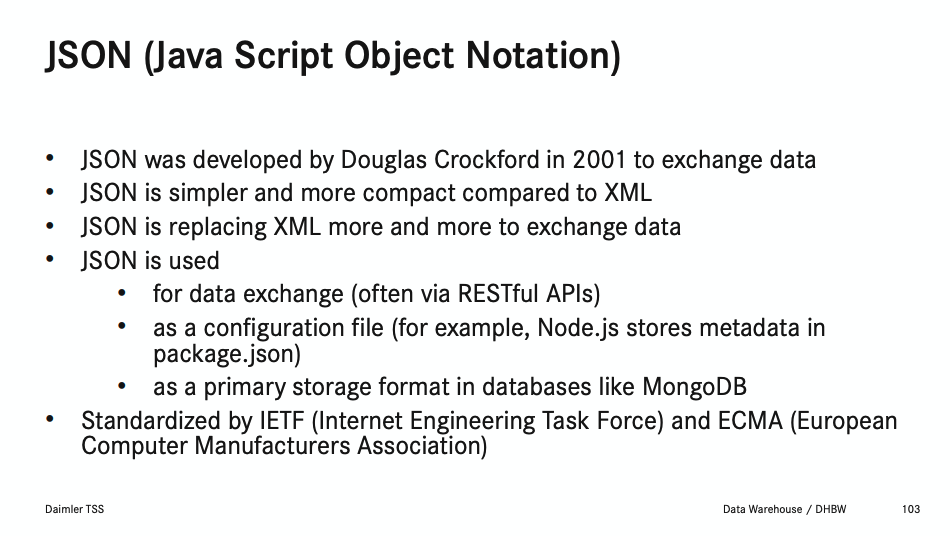 JSON (Java Script Object Notation)
• JSON was developed by Douglas Crockford in 2001 to exchange data
• JSON is simpler and more compact compared to XML
• JSON is replacing XML more and more to exchange data
• JSON is used
• for data exchange (often via RESTful APIs)
• as a configuration file (for example, Node.js stores metadata in
package.json)
• as a primary storage format in databases like MongoDB
• Standardized by IETF (Internet Engineering Task Force) and ECMA (European
Computer Manufacturers Association)
Daimler TSS
Data Warehouse / DHBW
103